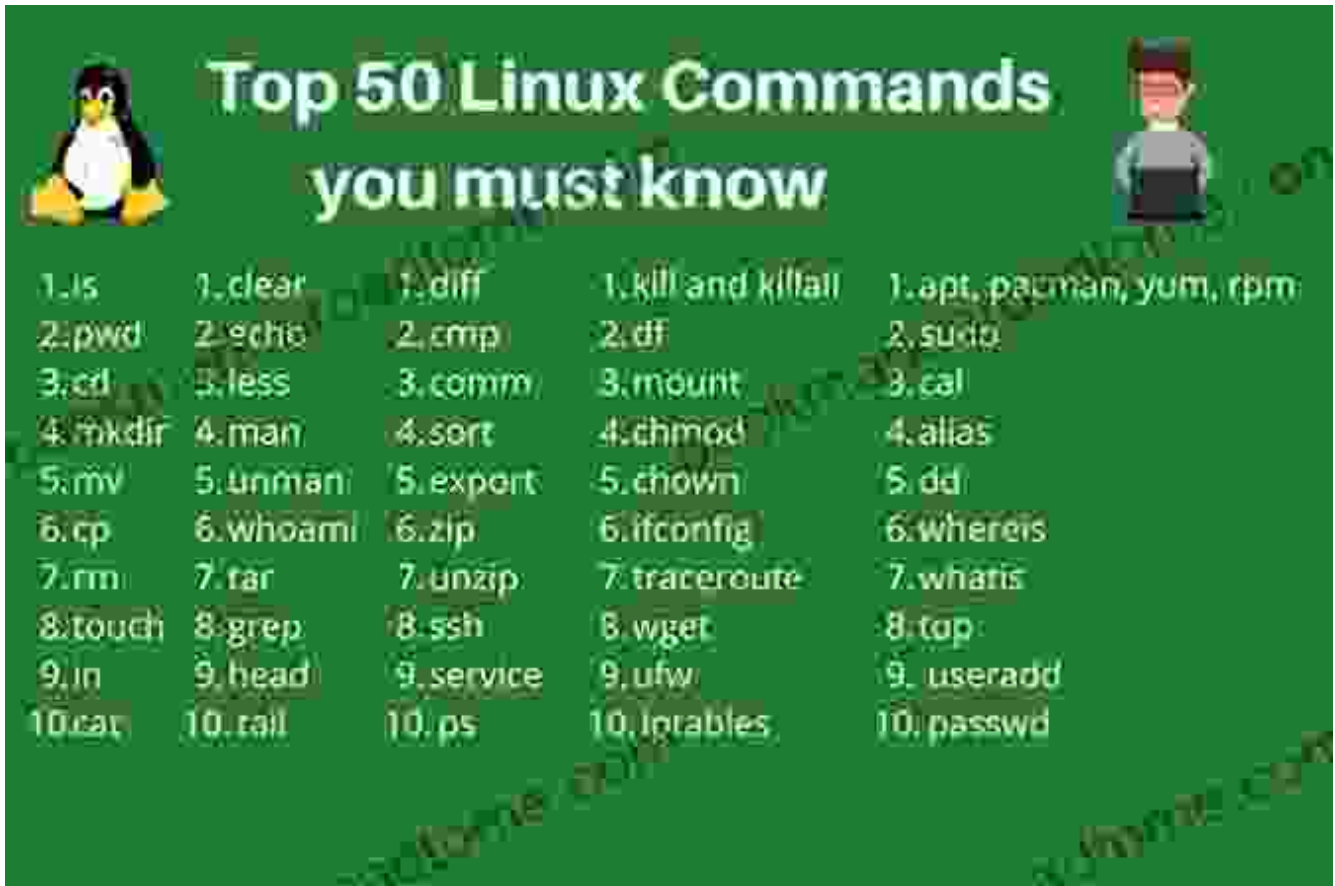 Top 50 Linux Commands
you must know
1.ls
2.pwd
3.cd
4.mkdir
5.mv
6.cp
7.rm
8.touch
9.ln
10.cat
1.clear
2.echo
3.less
4.man
5.unman
6.whoami
7.tar
8.grep
9.head
10.tail
1.diff
2.cmp
3.comm
4.sort
5.export
6.zip
7.unzip
8.ssh
9.service
10.ps
1.kill and killall
2.df
3.mount
4.chmod
5.chown
6.ifconfig
7.traceroute
8.wget
9.ufw
10.iptables
1.apt, pacman, yum, rpm
2.sudo
3.cal
4.alias
5.dd
6.whereis
7.whatis
8.top
9. useradd
10.passwd